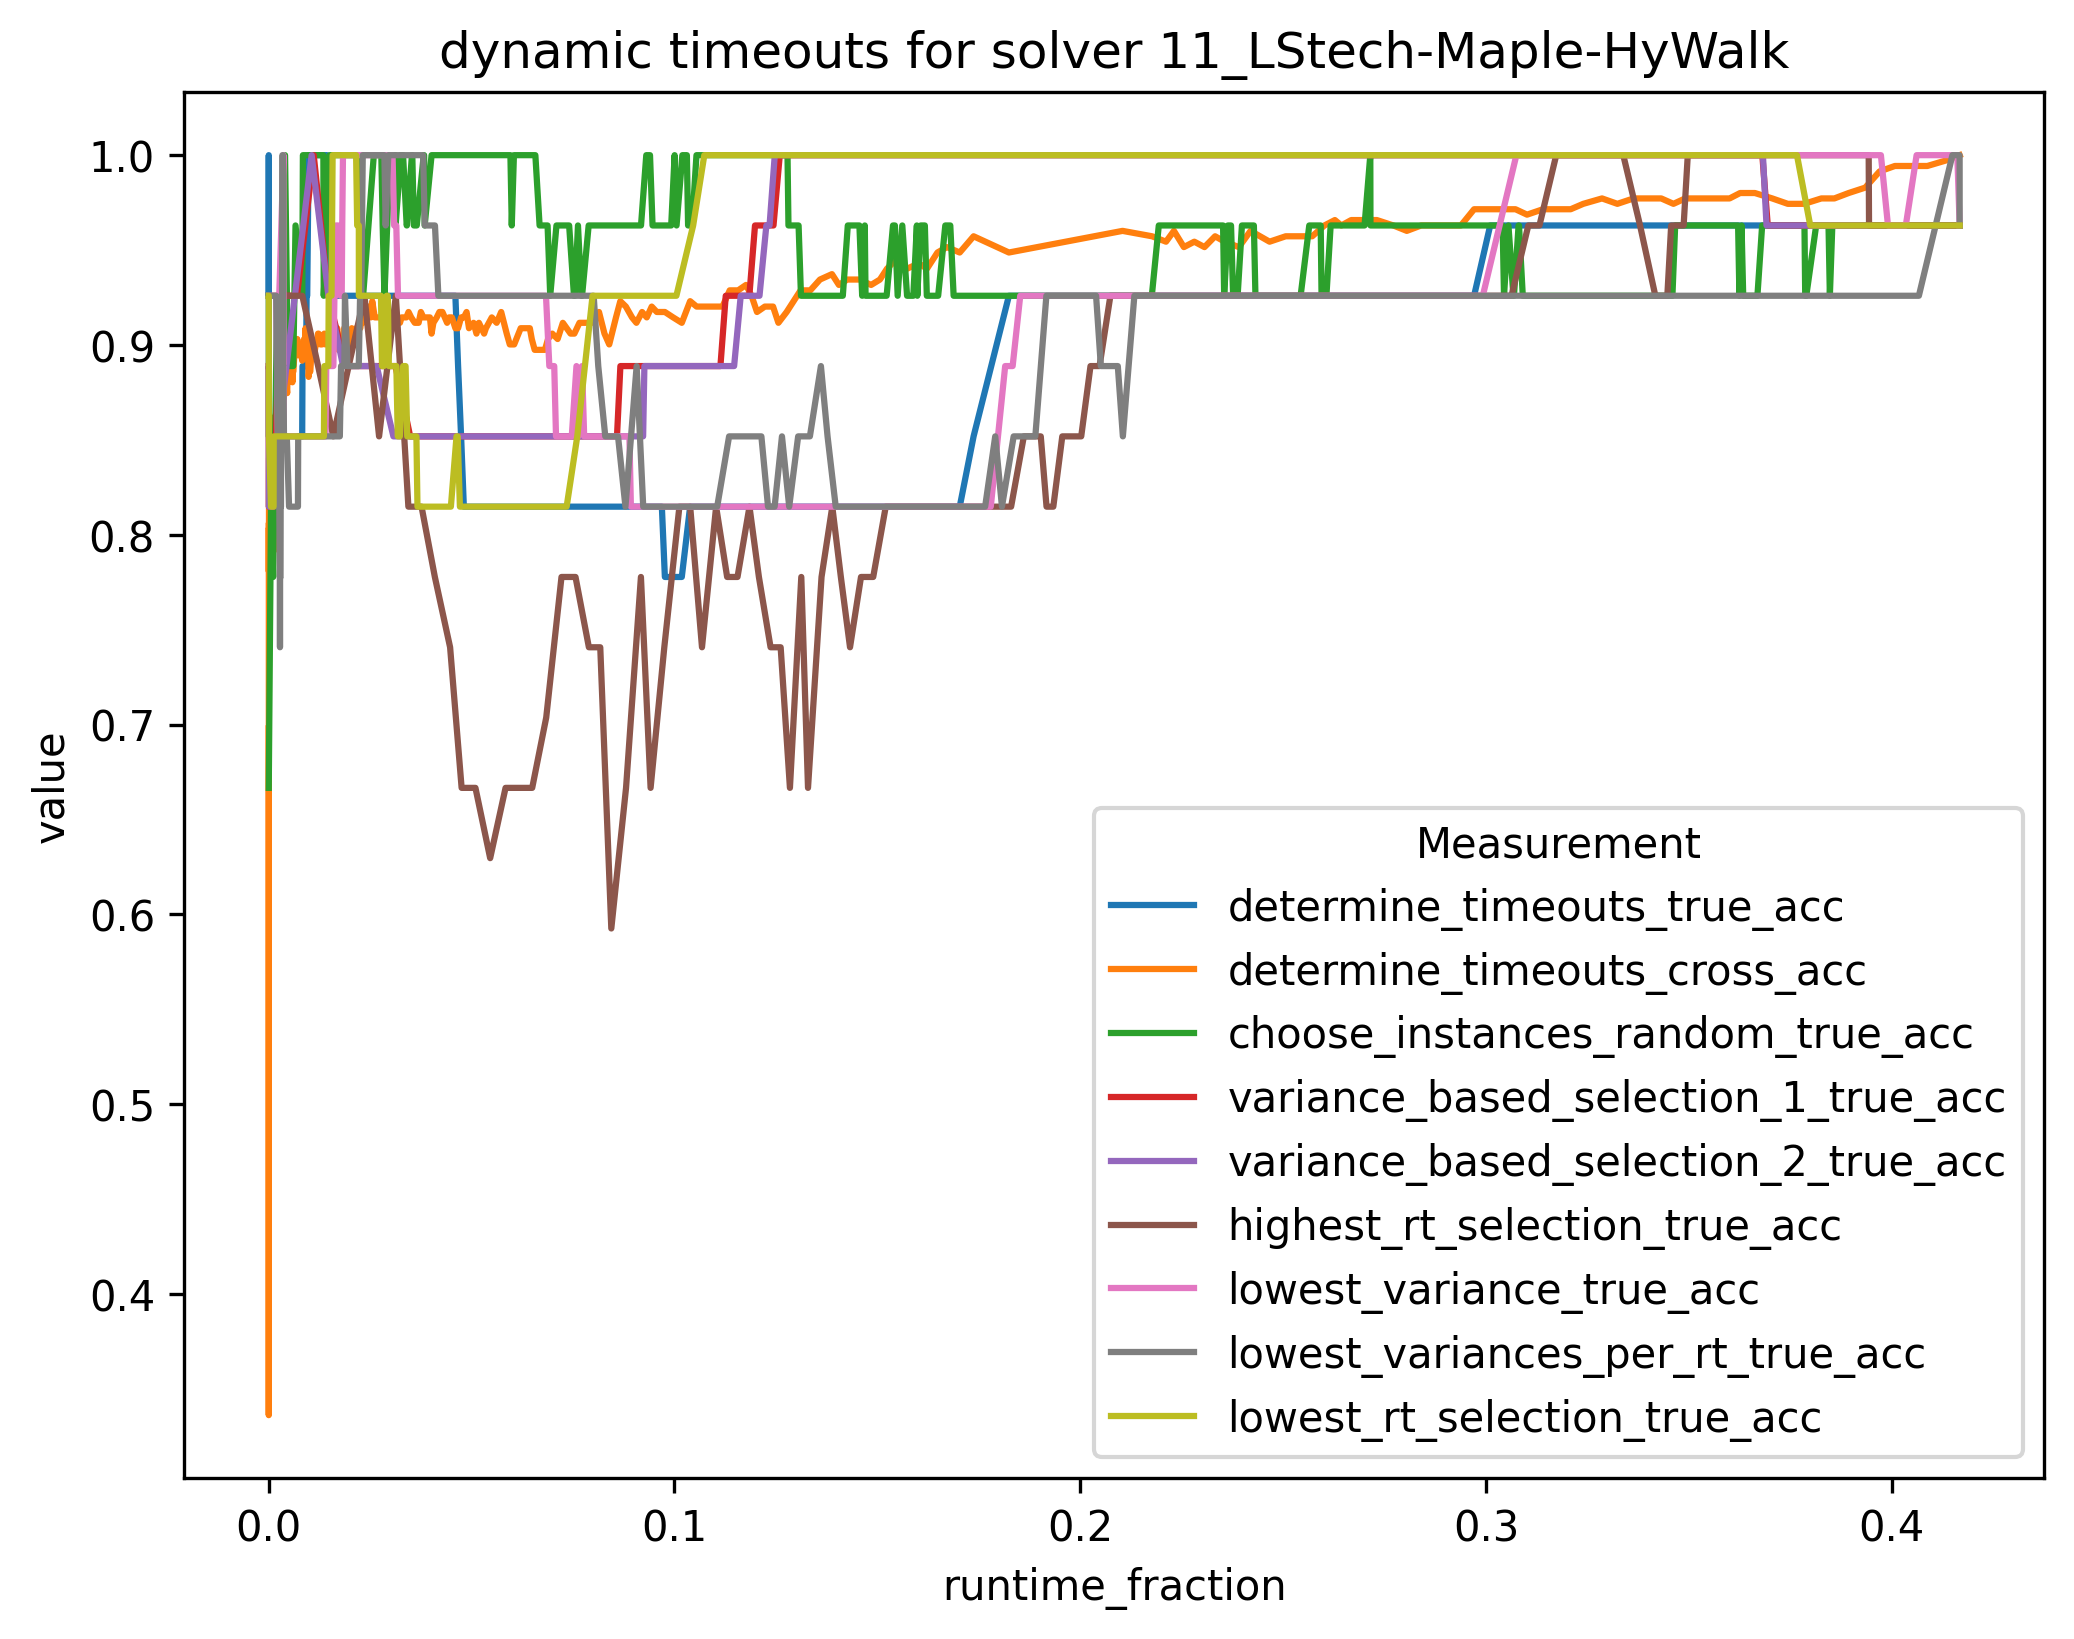 dynamic timeouts for solver 11_LStech-Maple-HyWalk
1.0
0.9
0.8
0.7
0.6
0.5
0.4
value
0.0
0.1
0.2
0.3
0.4
runtime_fraction
Measurement
determine_timeouts_true_acc
determine_timeouts_cross_acc
choose_instances_random_true_acc
variance_based_selection_1_true_acc
variance_based_selection_2_true_acc
highest_rt_selection_true_acc
lowest_variance_true_acc
lowest_variances_per_rt_true_acc
lowest_rt_selection_true_acc